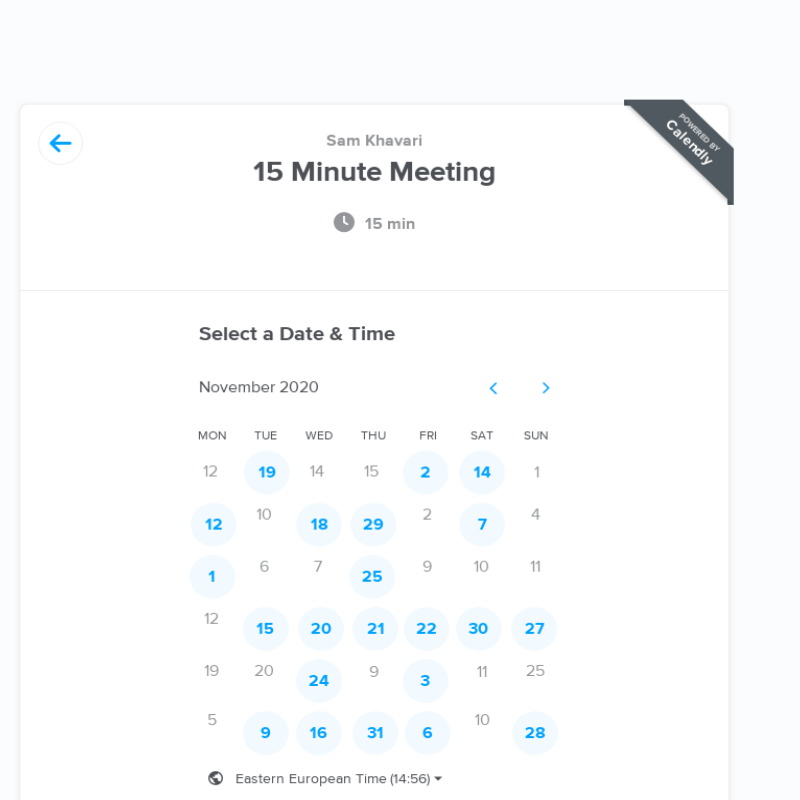 POWERED BY
Calendly
Sam Khavari
15 Minute Meeting
15 min
Select a Date & Time
November 2020
MON TUE WED THU FRI SAT SUN
12 19 14 15 2 14 1
12 10 18 29 2 7 4
1 6 7 25 9 10 11
12 15 20 21 22 30 27
19 20 24 9 3 11 25
5 9 16 31 6 10 28
Eastern European Time (14:56)